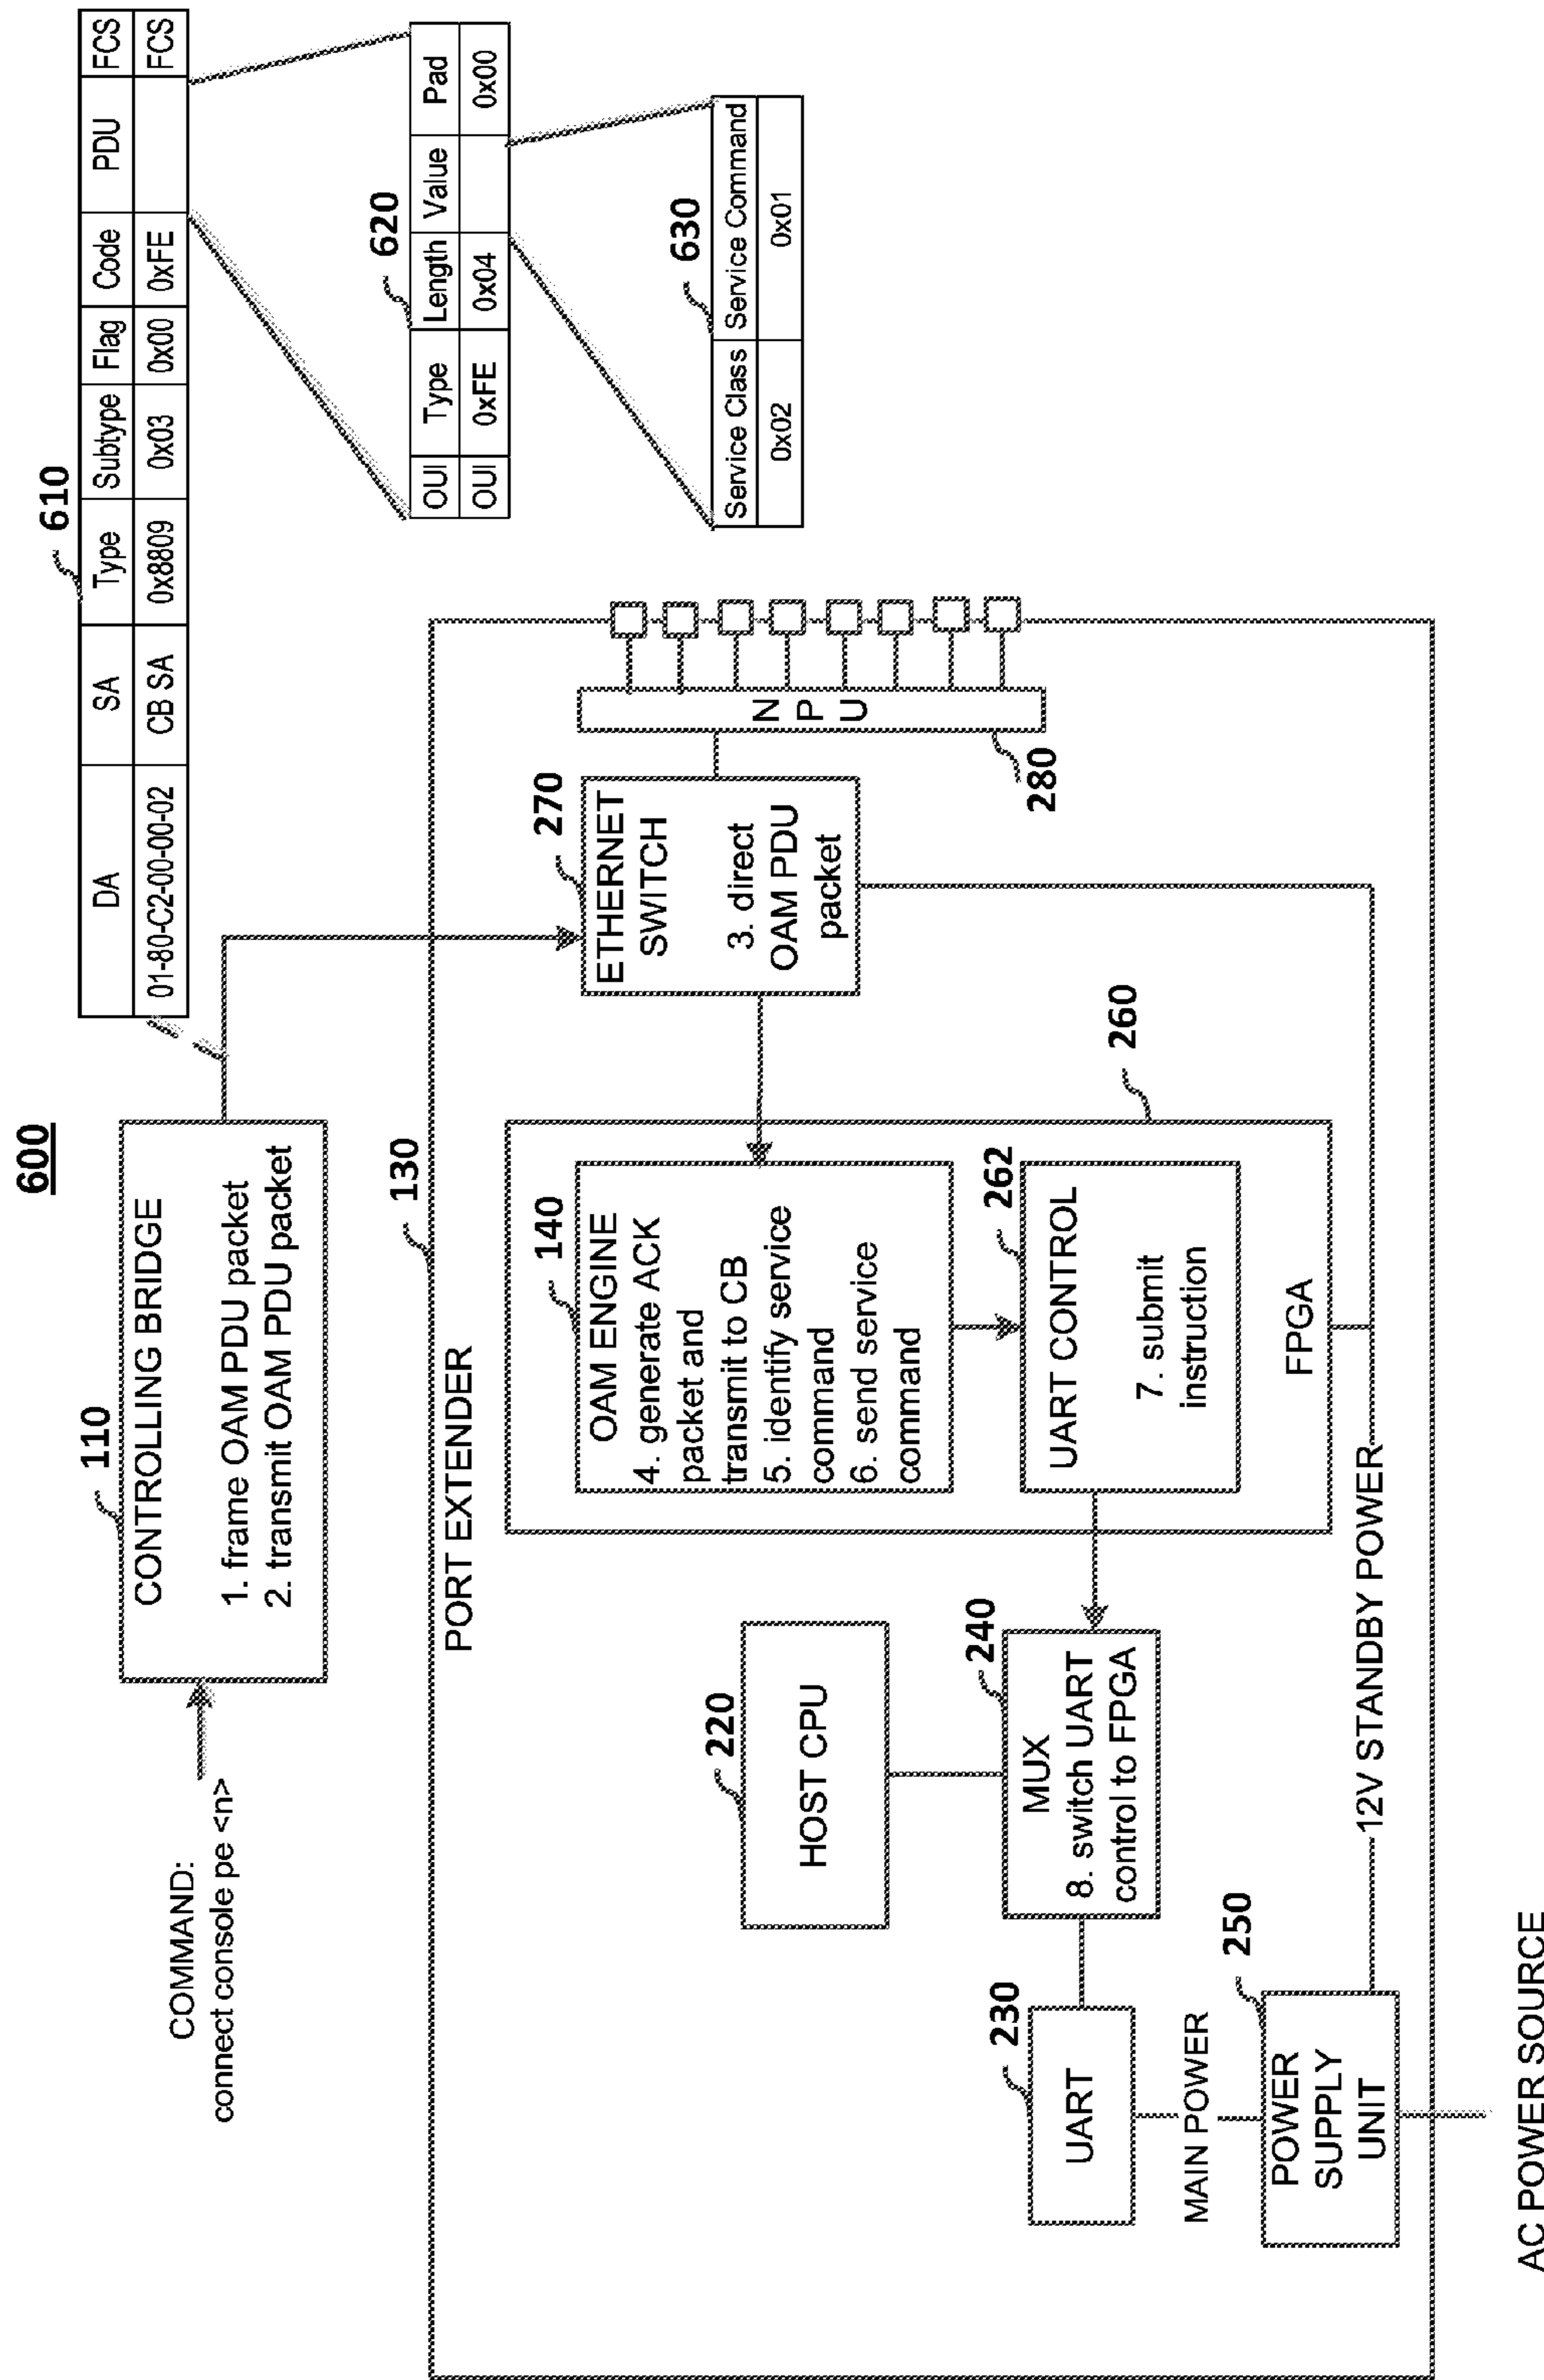 600
COMMAND:
connect console pe <n>
110
CONTROLLING BRIDGE
1. frame OAM PDU packet
2. transmit OAM PDU packet
610
DA SA Type Subtype Flag Code PDU FCS
01-80-C2-00-00-02 CB SA 0x8809 0x03 0x00 0xFE FCS
620
OUI Type Length Value Pad
OUI 0xFE 0x04 0x00
630
Service Class Service Command
0x02 0x01
130
PORT EXTENDER
220
HOST CPU
230
UART
240
MUX
8. switch UART
control to FPGA
140
OAM ENGINE
4. generate ACK
packet and
transmit to CB
5. identify service
command
6. send service
command
262
UART CONTROL
7. submit
instruction
FPGA
260
270
ETHERNET
SWITCH
3. direct
OAM PDU
packet
NPU
280
MAIN POWER
250
POWER
SUPPLY
UNIT
12V STANDBY POWER
AC POWER SOURCE